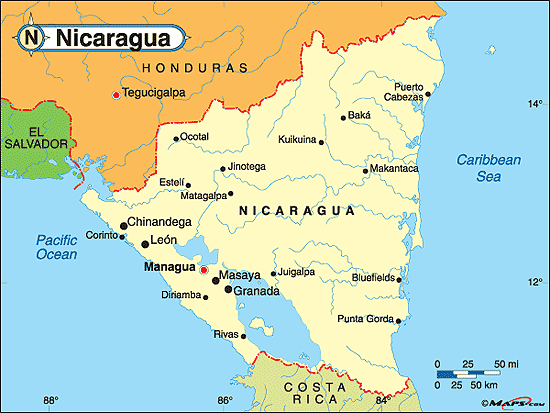 N
Nicaragua
HONDURAS
Tegucigalpa
EL
SALVADOR
Puerto
Cabezas
14°
Baká
Ocotal
Kuikuina
Caribbean
Sea
Jinotega
Makantaca
Estelí
Matagalpa
NICARAGUA
Chinandega
Corinto
León
Pacific
Ocean
Managua
Masaya
Juigalpa
Bluefields
12°
Granada
Diriamba
Punta Gorda
Rivas
0 25 50 mi
0 25 50 km
COSTA
RICA
88°
86°
84°
©MAPS.com